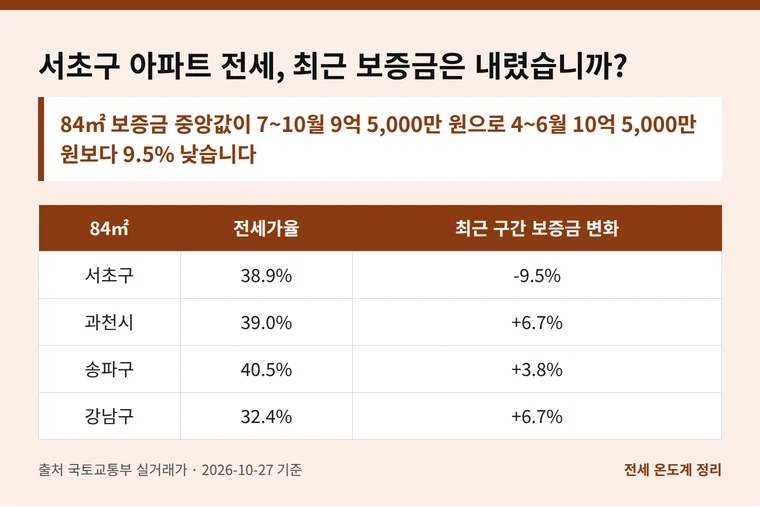 서초구 아파트 전세, 최근 보증금은 내렸습니까?
84㎡ 보증금 중앙값이 7~10월 9억 5,000만 원으로 4~6월 10억 5,000만
원보다 9.5% 낮습니다
84㎡ 전세가율 최근 구간 보증금 변화
서초구 38.9% -9.5%
과천시 39.0% +6.7%
송파구 40.5% +3.8%
강남구 32.4% +6.7%
출처 국토교통부 실거래가 · 2026-10-27 기준 전세 온도계 정리